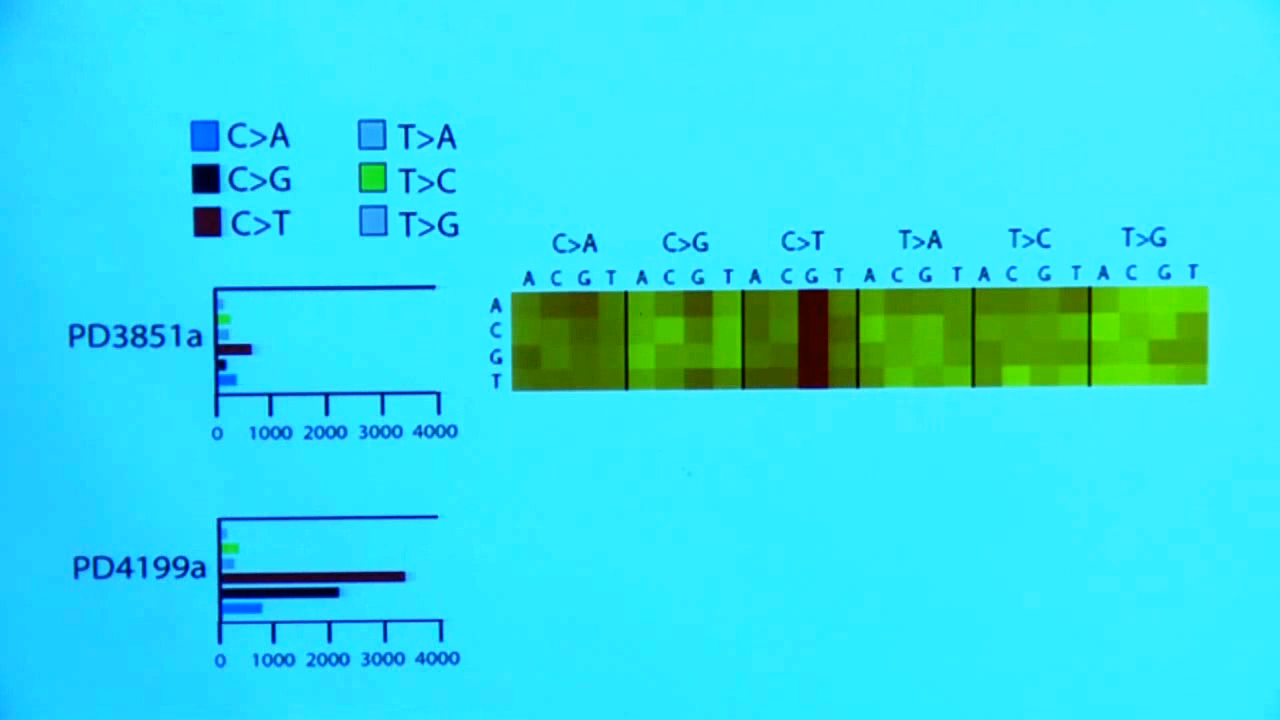 C>A T>A
C>G T>C
C>T T>G
C>A C>G C>T T>A T>C T>G
A C G T A C G T A C G T A C G T A C G T A C G T
A
C
G
T
PD3851a
0 1000 2000 3000 4000
PD4199a
0 1000 2000 3000 4000